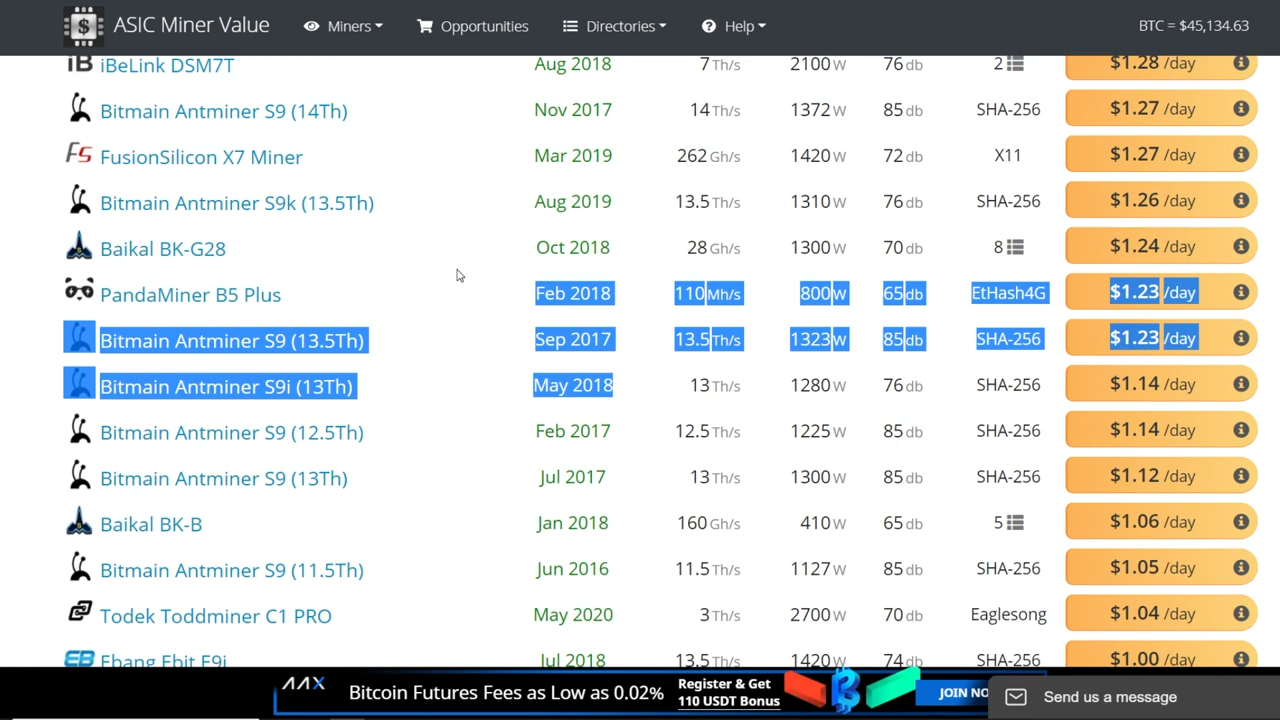 ASIC Miner Value Miners Opportunities Directories Help BTC = $45,134.63
iBeLink DSM7T Aug 2018 7 Th/s 2100 W 76 db 2 $1.28 /day
Bitmain Antminer S9 (14Th) Nov 2017 14 Th/s 1372 W 85 db SHA-256 $1.27 /day
FusionSilicon X7 Miner Mar 2019 262 Gh/s 1420 W 72 db X11 $1.27 /day
Bitmain Antminer S9k (13.5Th) Aug 2019 13.5 Th/s 1310 W 76 db SHA-256 $1.26 /day
Baikal BK-G28 Oct 2018 28 Gh/s 1300 W 70 db 8 $1.24 /day
PandaMiner B5 Plus Feb 2018 110 Mh/s 800 W 65 db EtHash4G $1.23 /day
Bitmain Antminer S9 (13.5Th) Sep 2017 13.5 Th/s 1323 W 85 db SHA-256 $1.23 /day
Bitmain Antminer S9i (13Th) May 2018 13 Th/s 1280 W 76 db SHA-256 $1.14 /day
Bitmain Antminer S9 (12.5Th) Feb 2017 12.5 Th/s 1225 W 85 db SHA-256 $1.14 /day
Bitmain Antminer S9 (13Th) Jul 2017 13 Th/s 1300 W 85 db SHA-256 $1.12 /day
Baikal BK-B Jan 2018 160 Gh/s 410 W 65 db 5 $1.06 /day
Bitmain Antminer S9 (11.5Th) Jun 2016 11.5 Th/s 1127 W 85 db SHA-256 $1.05 /day
Todek Toddminer C1 PRO May 2020 3 Th/s 2700 W 70 db Eaglesong $1.04 /day
Ebang Ebit E9i Jul 2018 13.5 Th/s 1420 W 74 db SHA-256 $1.00 /day
AAX Bitcoin Futures Fees as Low as 0.02% Register & Get
110 USDT Bonus
JOIN NO
Send us a message